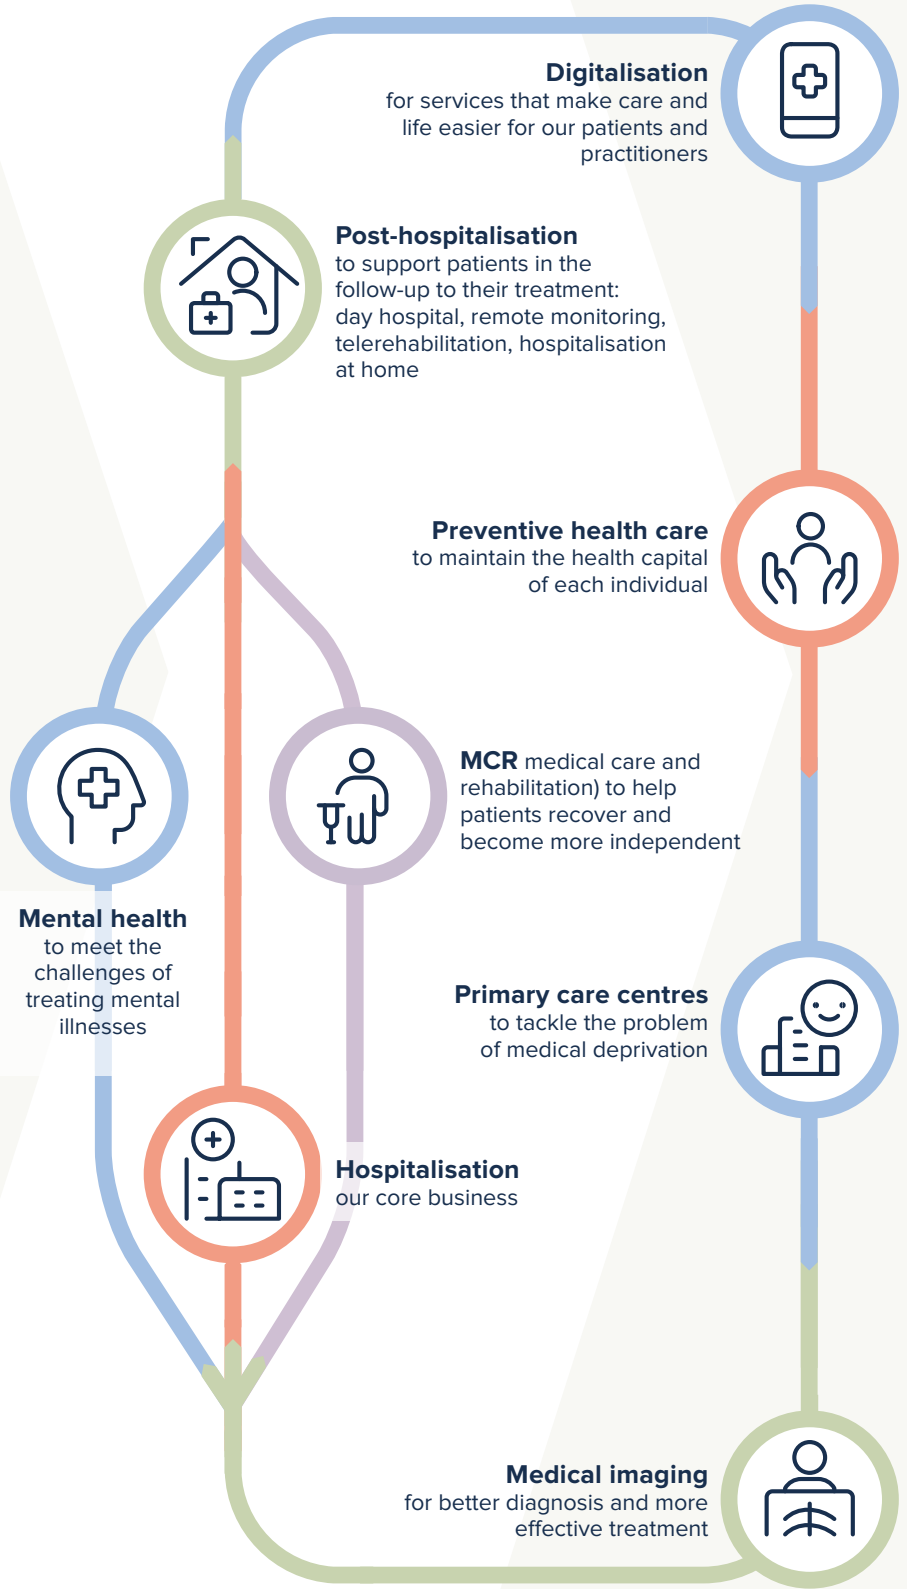 Digitalisation
for services that make care and
life easier for our patients and
practitioners
Post-hospitalisation
to support patients in the
follow-up to their treatment:
day hospital, remote monitoring,
telerehabilitation, hospitalisation
at home
Preventive health care
to maintain the health capital
of each individual
MCR medical care and
rehabilitation) to help
patients recover and
become more independent
Mental health
to meet the
challenges of
treating mental
illnesses
Primary care centres
to tackle the problem
of medical deprivation
Hospitalisation
our core business
Medical imaging
for better diagnosis and more
effective treatment